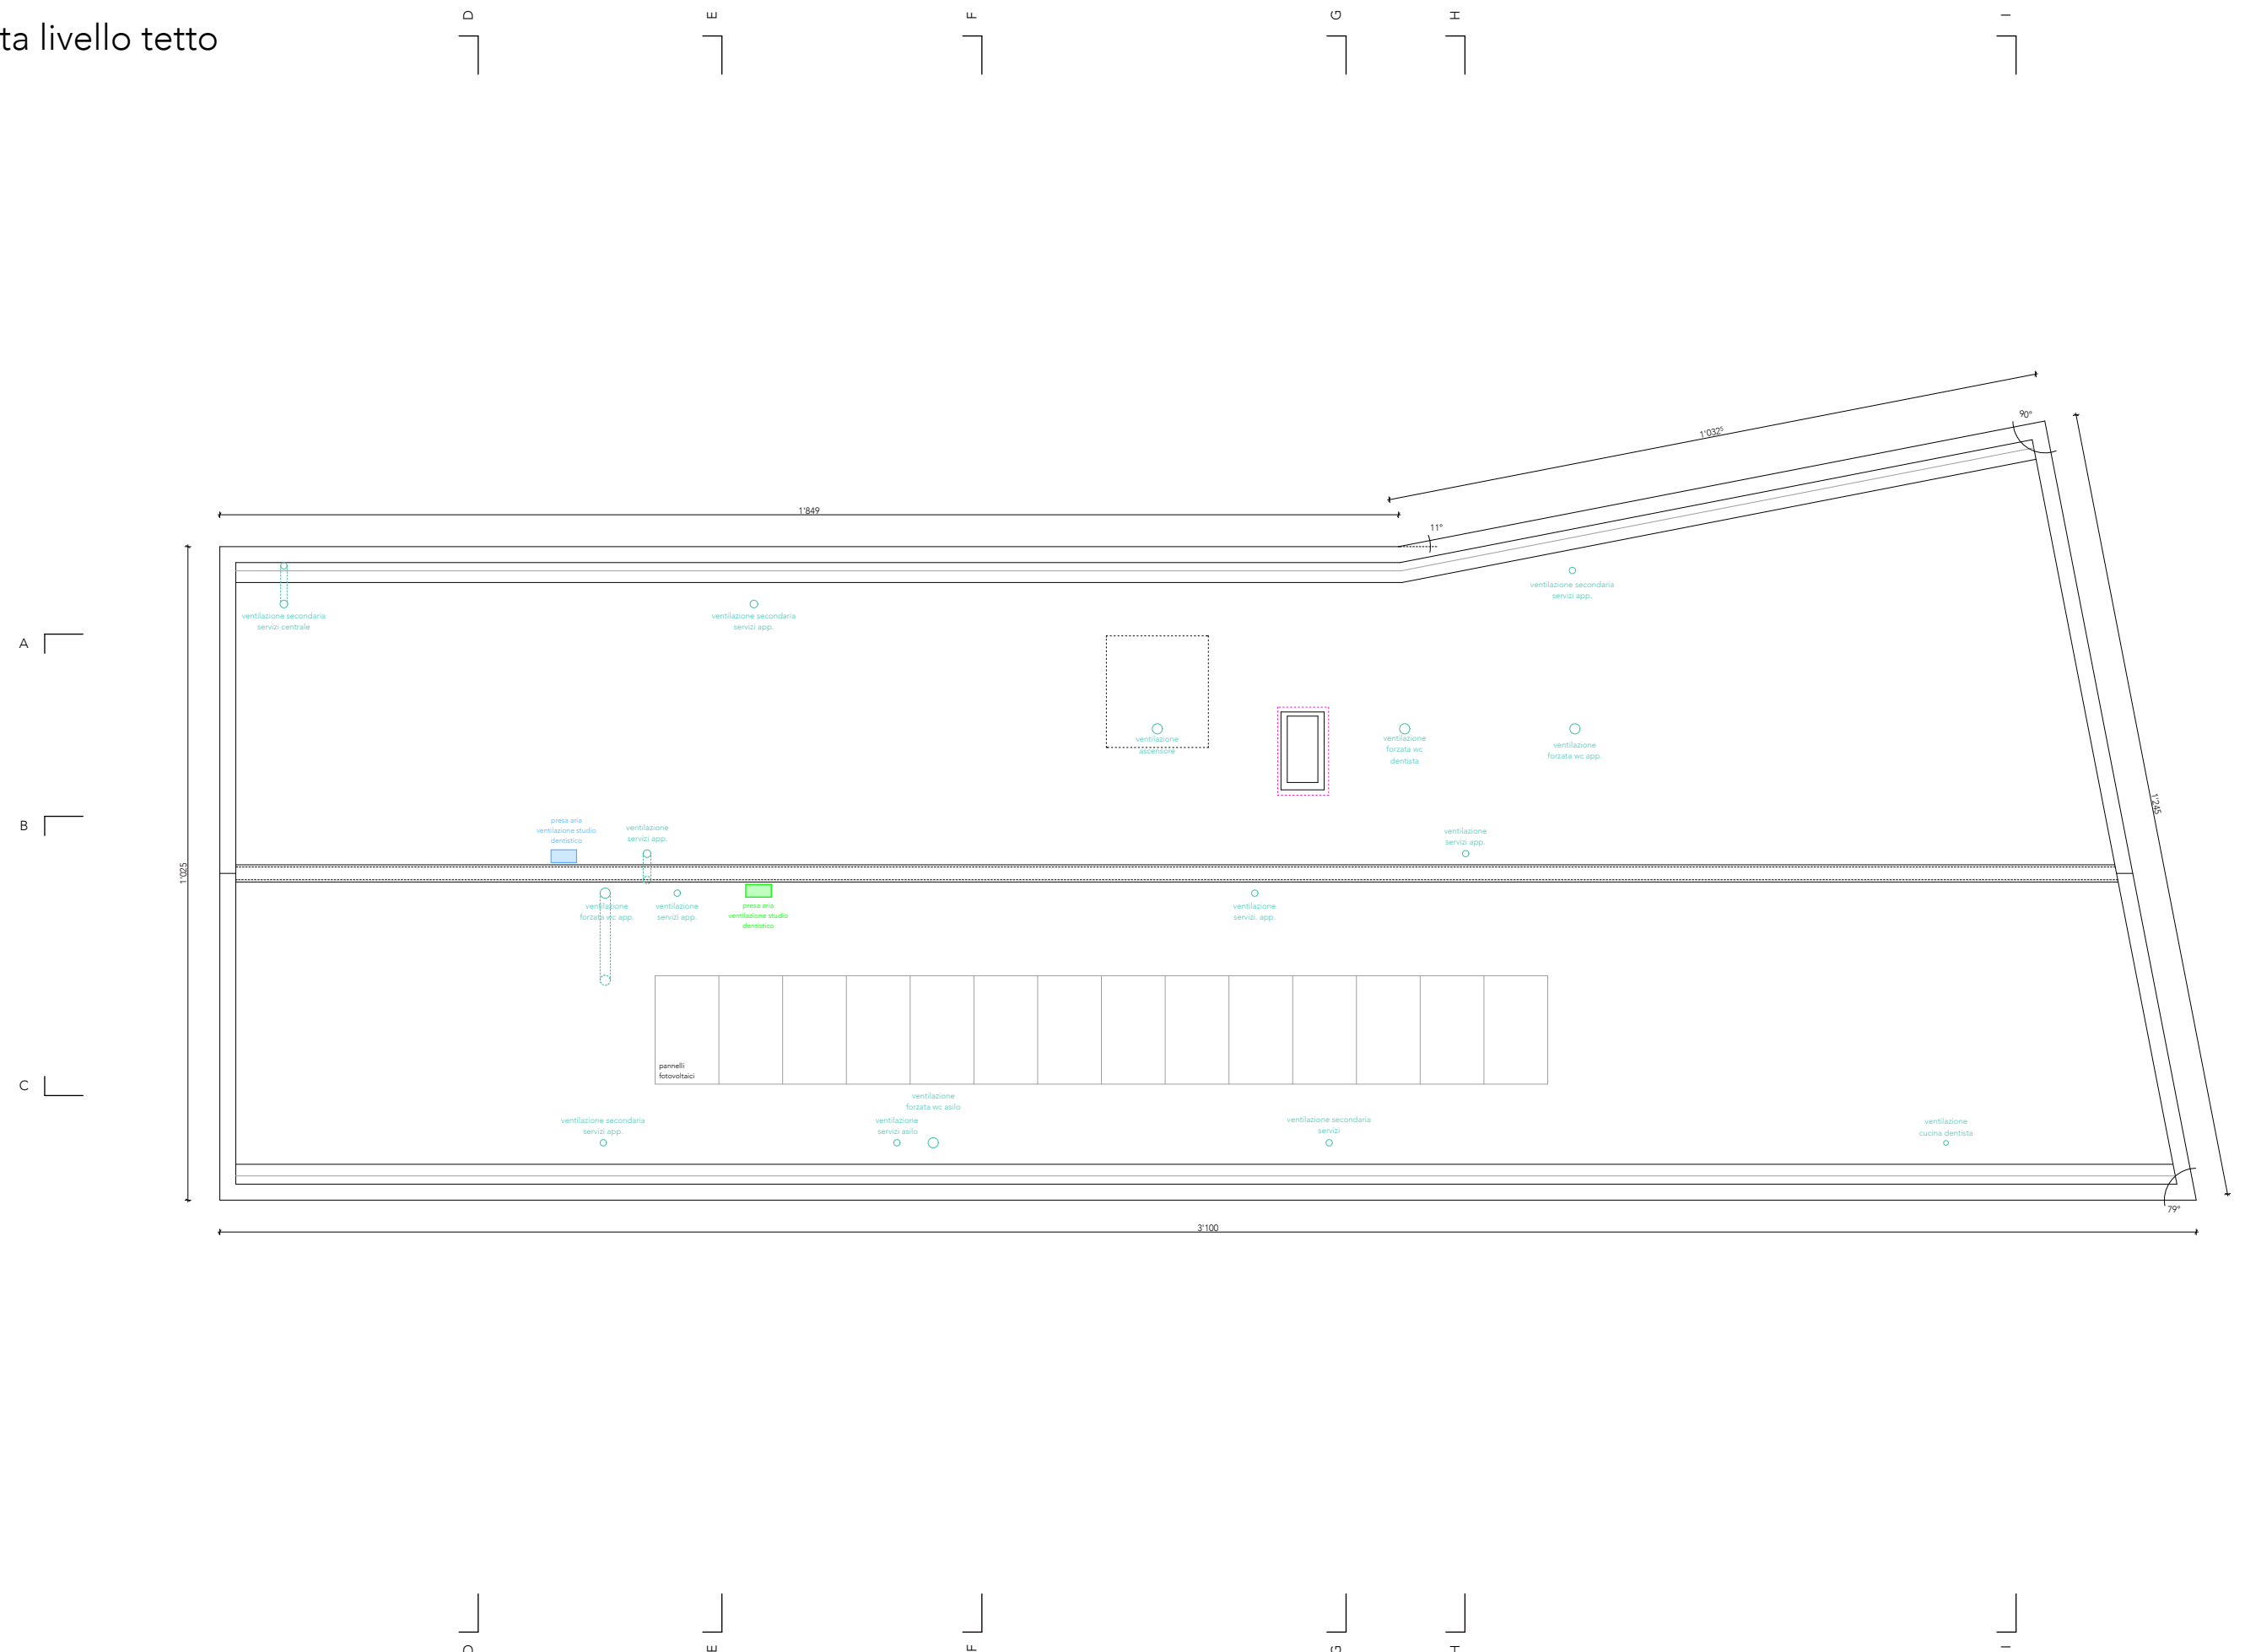 ta livello tetto
D
E
F
G
H
I
1'032⁵
90°
1'849
11°
ventilazione secondaria
servizi app.
ventilazione secondaria
servizi centrale
ventilazione secondaria
servizi app.
A
ventilazione
ascensore
ventilazione
forzata wc
dentista
ventilazione
forzata wc app.
1'245
B
presa aria
ventilazione studio
dentistico
ventilazione
servizi app.
ventilazione
servizi app.
1'025
ventilazione
forzata wc app.
ventilazione
servizi app.
presa aria
ventilazione studio
dentistico
ventilazione
servizi. app.
pannelli
fotovoltaici
C
ventilazione
forzata wc asilo
ventilazione secondaria
servizi app.
ventilazione
servizi asilo
ventilazione secondaria
servizi
ventilazione
cucina dentista
79°
3'100
E
F
H
I